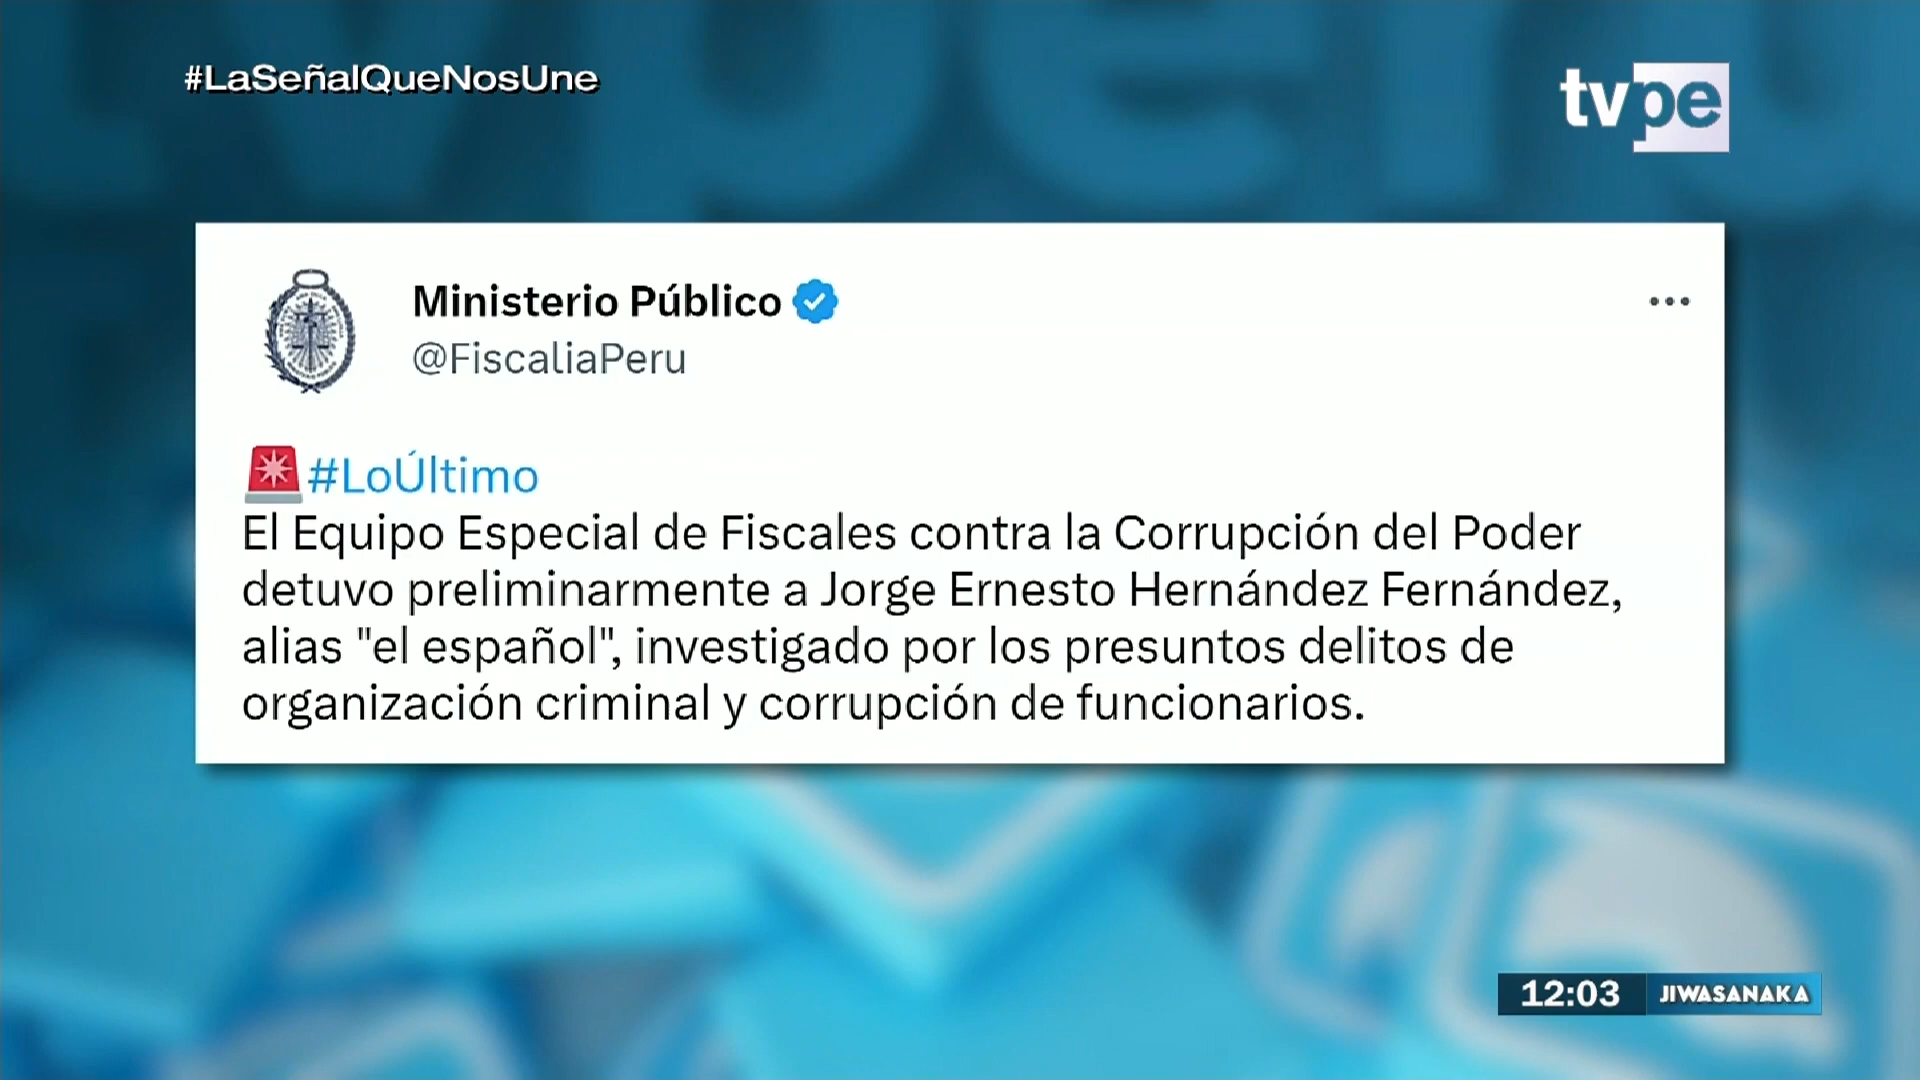 #LaSeñalQueNosUne
tvpe
Ministerio Público
@FiscaliaPeru
#LoÚltimo
El Equipo Especial de Fiscales contra la Corrupción del Poder
detuvo preliminarmente a Jorge Ernesto Hernández Fernández,
alias "el español", investigado por los presuntos delitos de
organización criminal y corrupción de funcionarios.
12:03 JIWASANAKA